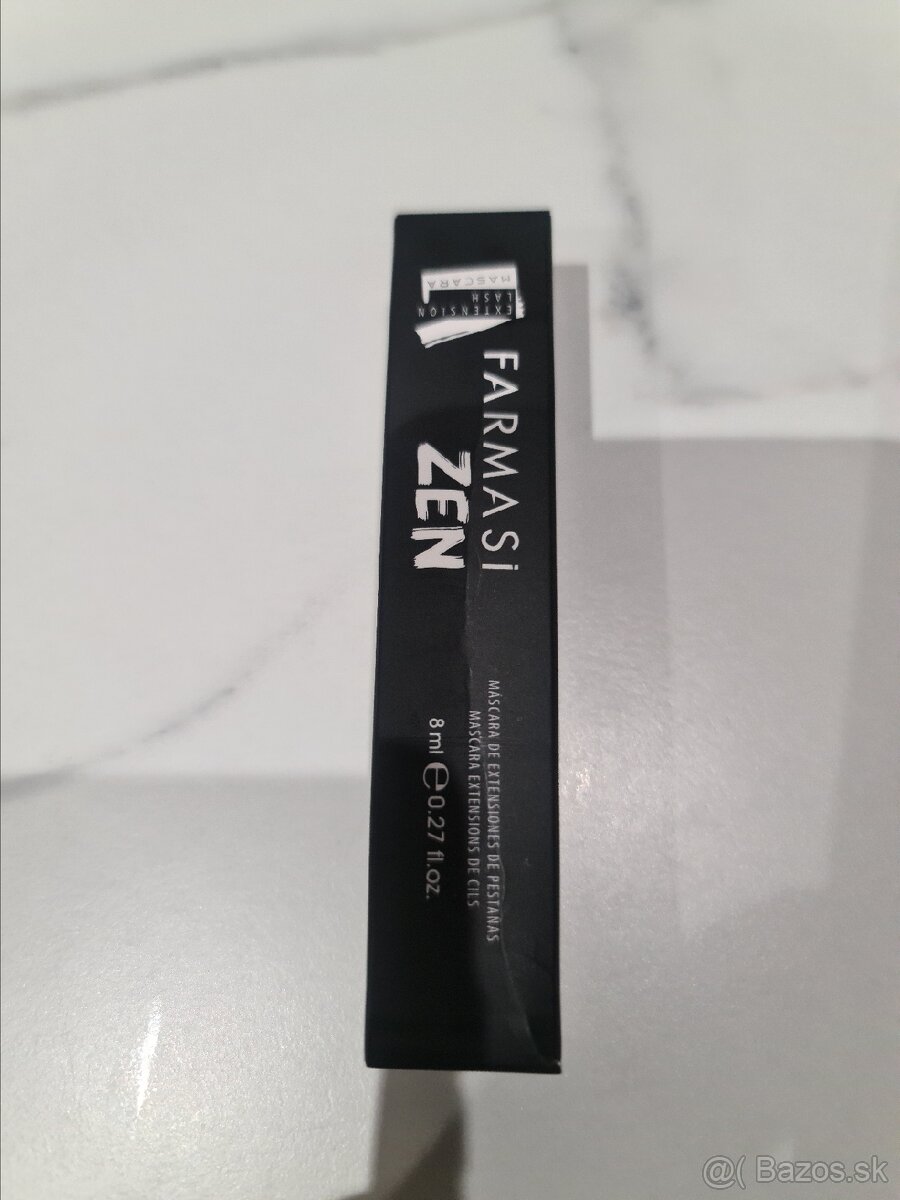 EXTENSION
LASH
MASCARA
FARMASi
ZEN
MÁSCARA DE EXTENSIONES DE PESTAÑAS
MASCARA EXTENSIONS DE CILS
8 ml ℮ 0.27 fl.oz.
@( Bazos.sk